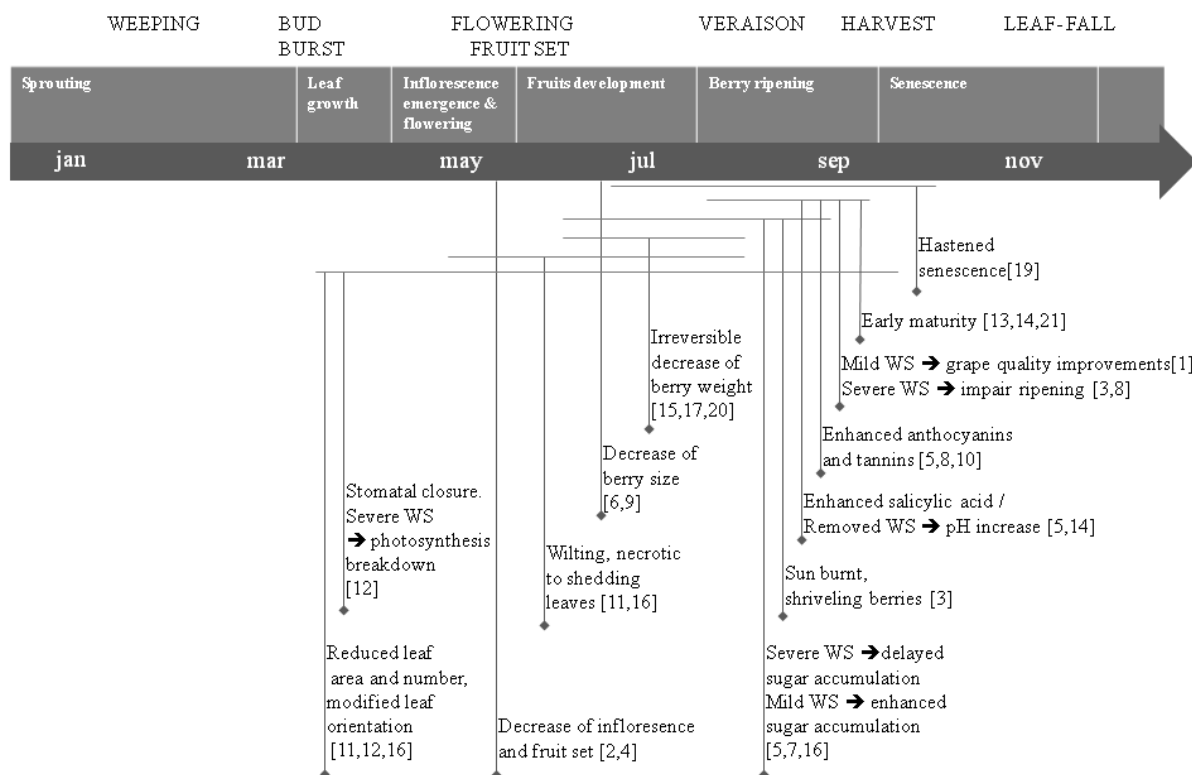 WEEPING
BUD
BURST
FLOWERING
FRUIT SET
VERAISON
HARVEST
LEAF-FALL
Sprouting
Leaf
growth
Inflorescence
emergence &
flowering
Fruits development
Berry ripening
Senescence
jan
mar
may
jul
sep
nov
Hastened
senescence[19]
Early maturity [13,14,21]
Mild WS ➔ grape quality improvements[1]
Severe WS ➔ impair ripening [3,8]
Irreversible
decrease of
berry weight
[15,17,20]
Enhanced anthocyanins
and tannins [5,8,10]
Decrease of
berry size
[6,9]
Stomatal closure.
Severe WS
➔ photosynthesis
breakdown
[12]
Enhanced salicylic acid /
Removed WS ➔ pH increase [5,14]
Wilting, necrotic
to shedding
leaves [11,16]
Sun burnt,
shriveling berries [3]
Reduced leaf
area and number,
modified leaf
orientation
[11,12,16]
Severe WS ➔delayed
sugar accumulation
Mild WS ➔ enhanced
sugar accumulation
[5,7,16]
Decrease of infloresence
and fruit set [2,4]